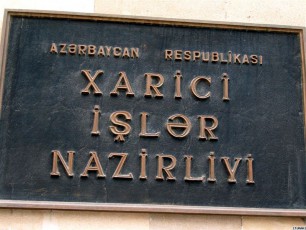 AZƏRBAYCAN RESPUBLİKASI
XARİCİ
İŞLƏR
NAZİRLİYİ